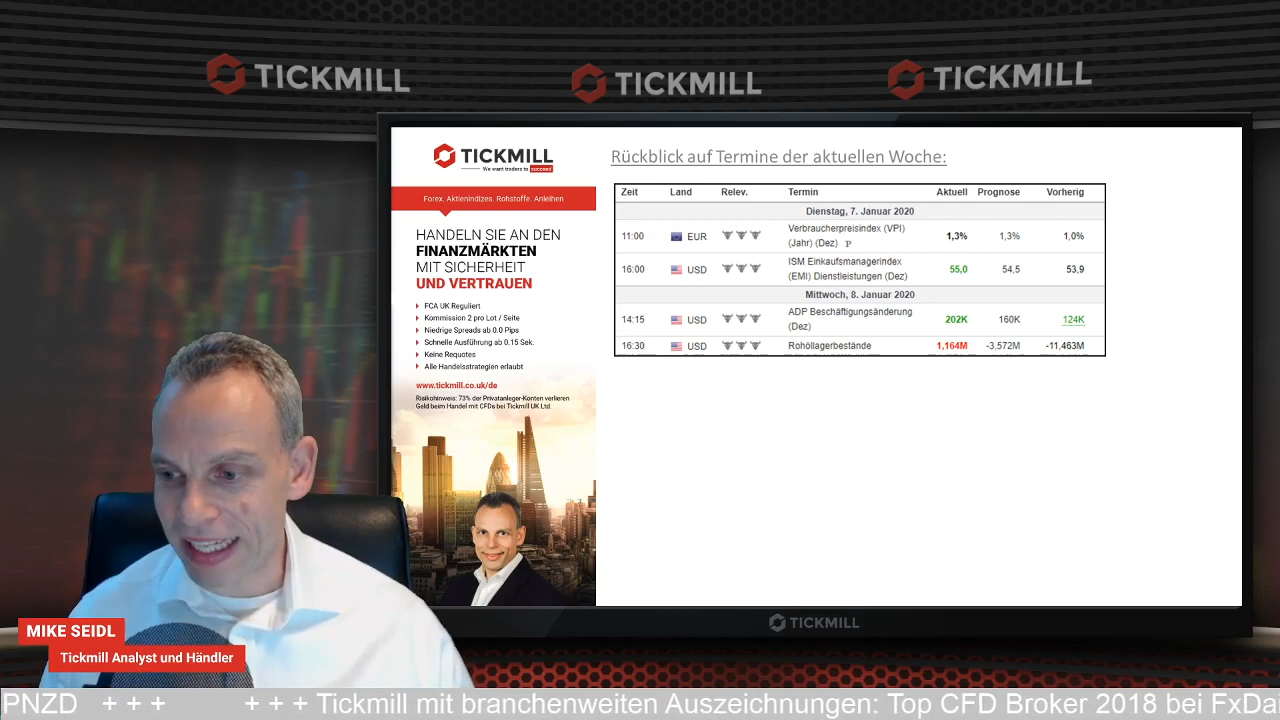 TICKMILL
TICKMILL
TICKMILL
TICKMILL
We want traders to succeed
Forex. Aktienindizes. Rohstoffe. Anleihen
HANDELN SIE AN DEN
FINANZMÄRKTEN
MIT SICHERHEIT
UND VERTRAUEN
FCA UK Reguliert
Kommission 2 pro Lot / Seite
Niedrige Spreads ab 0.0 Pips
Schnelle Ausführung ab 0.15 Sek.
Keine Requotes
Alle Handelsstrategien erlaubt
www.tickmill.co.uk/de
Risikohinweis: 73% der Privatanleger-Konten verlieren
Geld beim Handel mit CFDs bei Tickmill UK Ltd.
Rückblick auf Termine der aktuellen Woche:
Zeit Land Relev. Termin Aktuell Prognose Vorherig
Dienstag, 7. Januar 2020
11:00 EUR Verbraucherpreisindex (VPI) (Jahr) (Dez) P 1,3% 1,3% 1,0%
16:00 USD ISM Einkaufsmanagerindex (EMI) Dienstleistungen (Dez) 55,0 54,5 53,9
Mittwoch, 8. Januar 2020
14:15 USD ADP Beschäftigungsänderung (Dez) 202K 160K 124K
16:30 USD Rohöllagerbestände 1,164M -3,572M -11,463M
TICKMILL
MIKE SEIDL
Tickmill Analyst und Händler
PNZD +++ +++ Tickmill mit branchenweiten Auszeichnungen: Top CFD Broker 2018 bei FxDa